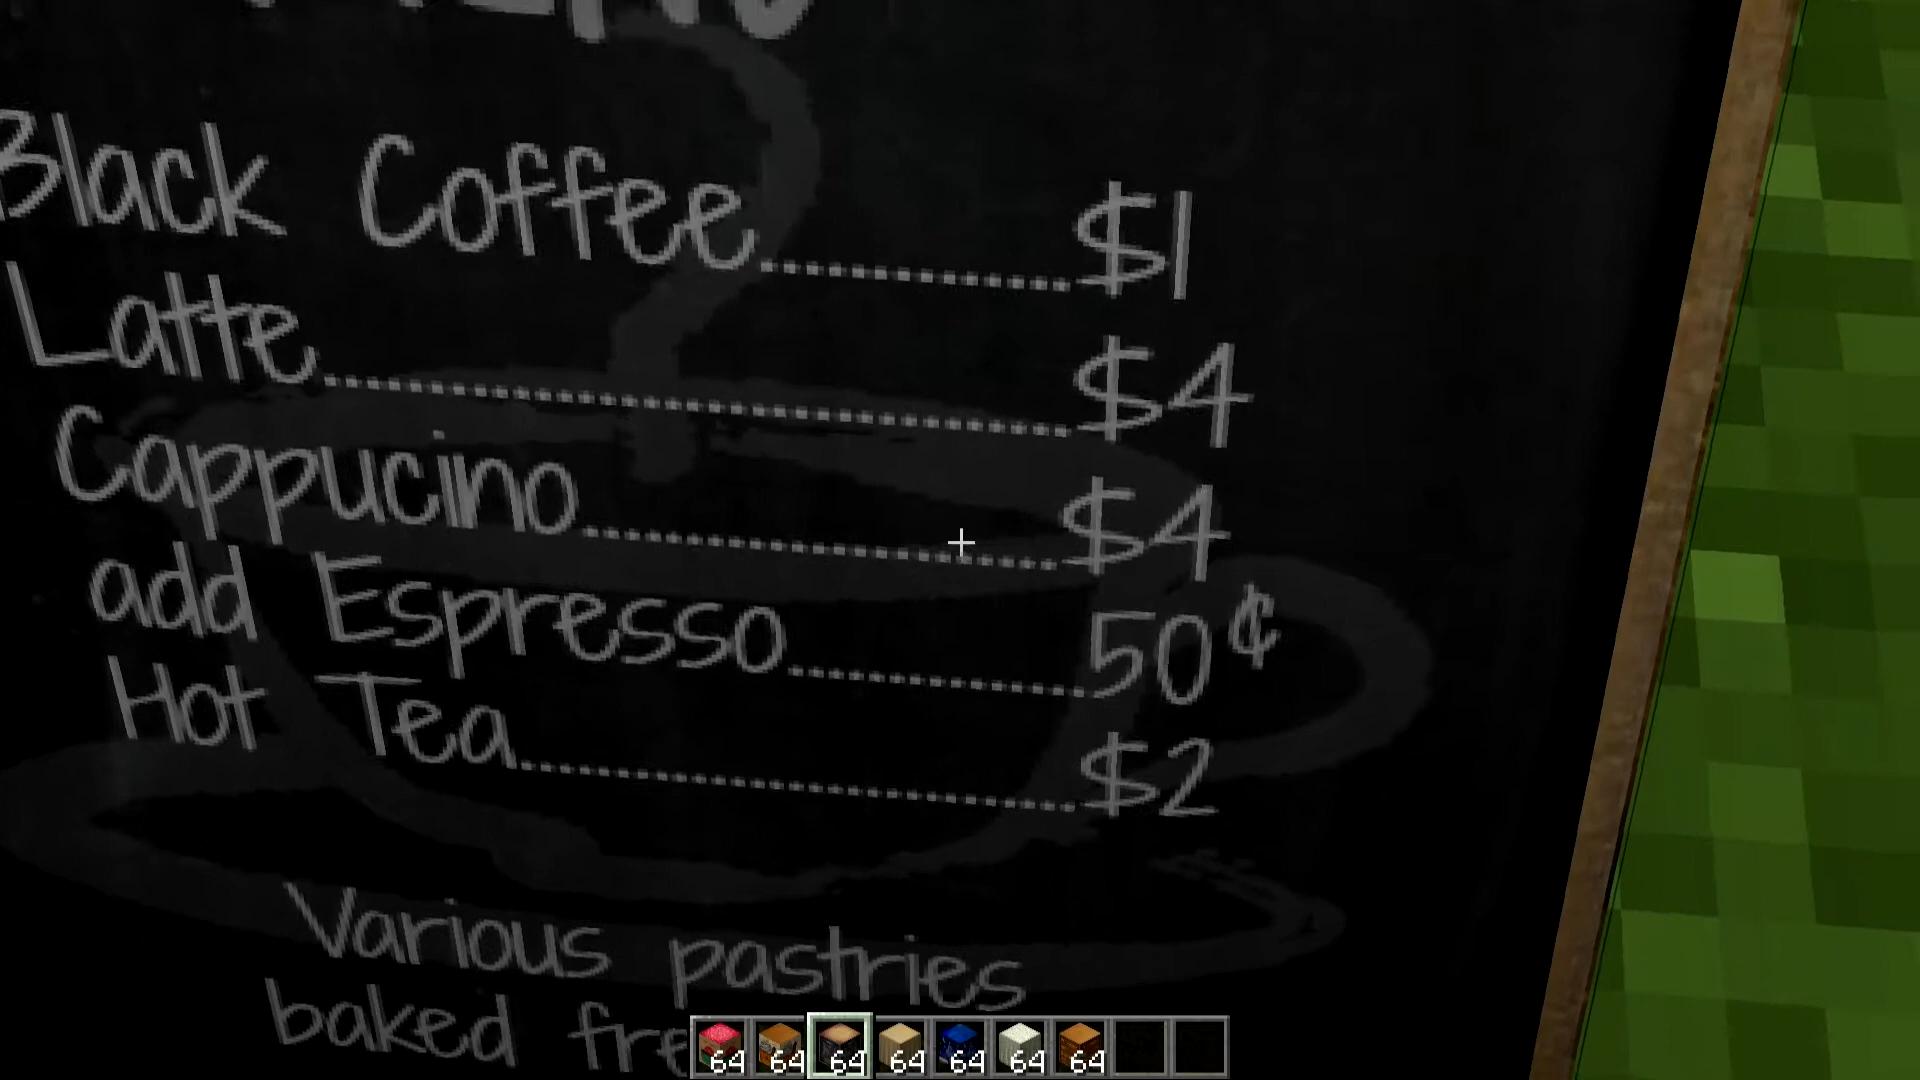 Black Coffee.................$1
Latte........................................$4
Cappucino.........................$4
add Espresso................50¢
Hot Tea..............................$2
Various pastries
baked
64 64 64 64 64 64 64